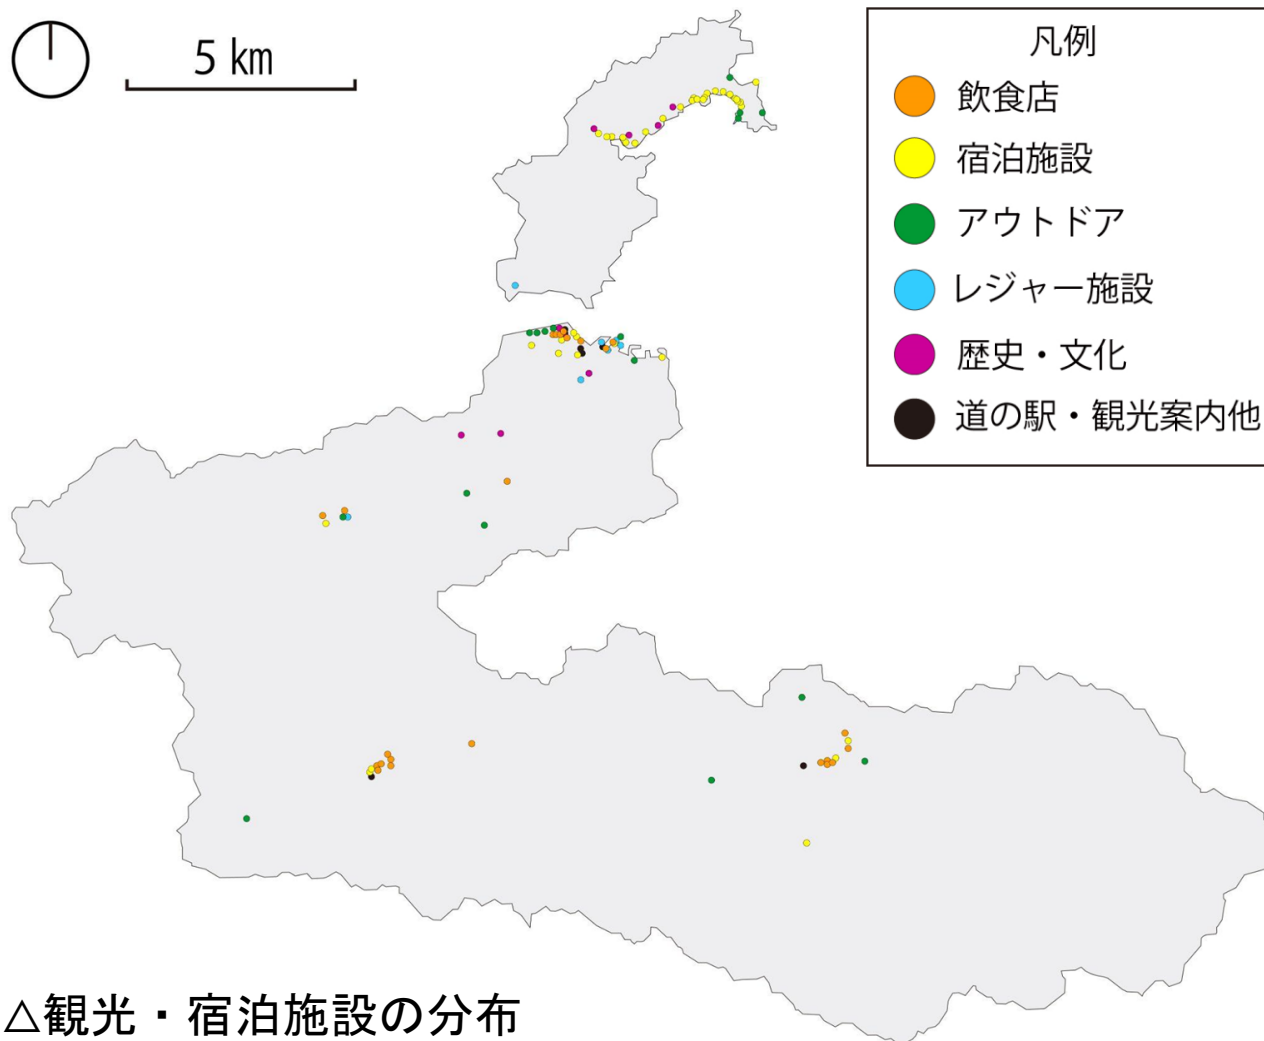 5 km
凡例
飲食店
宿泊施設
アウトドア
レジャー施設
歴史・文化
道の駅・観光案内他
△観光・宿泊施設の分布